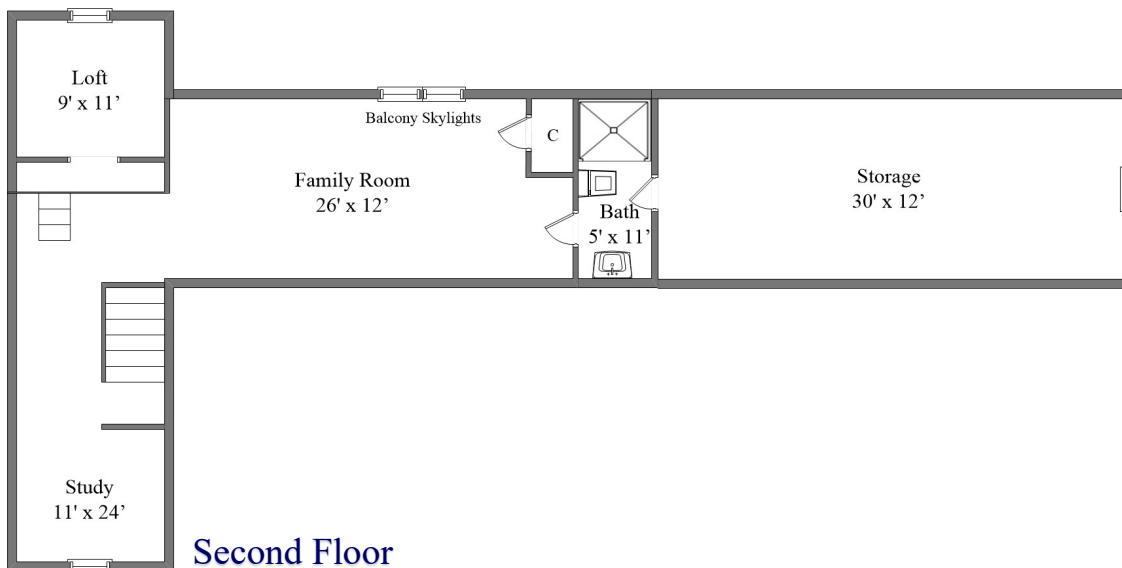 Loft
9' x 11’
Balcony Skylights
C
Family Room
26' x 12’
Bath
5' x 11’
Storage
30' x 12’
Study
11' x 24’
Second Floor